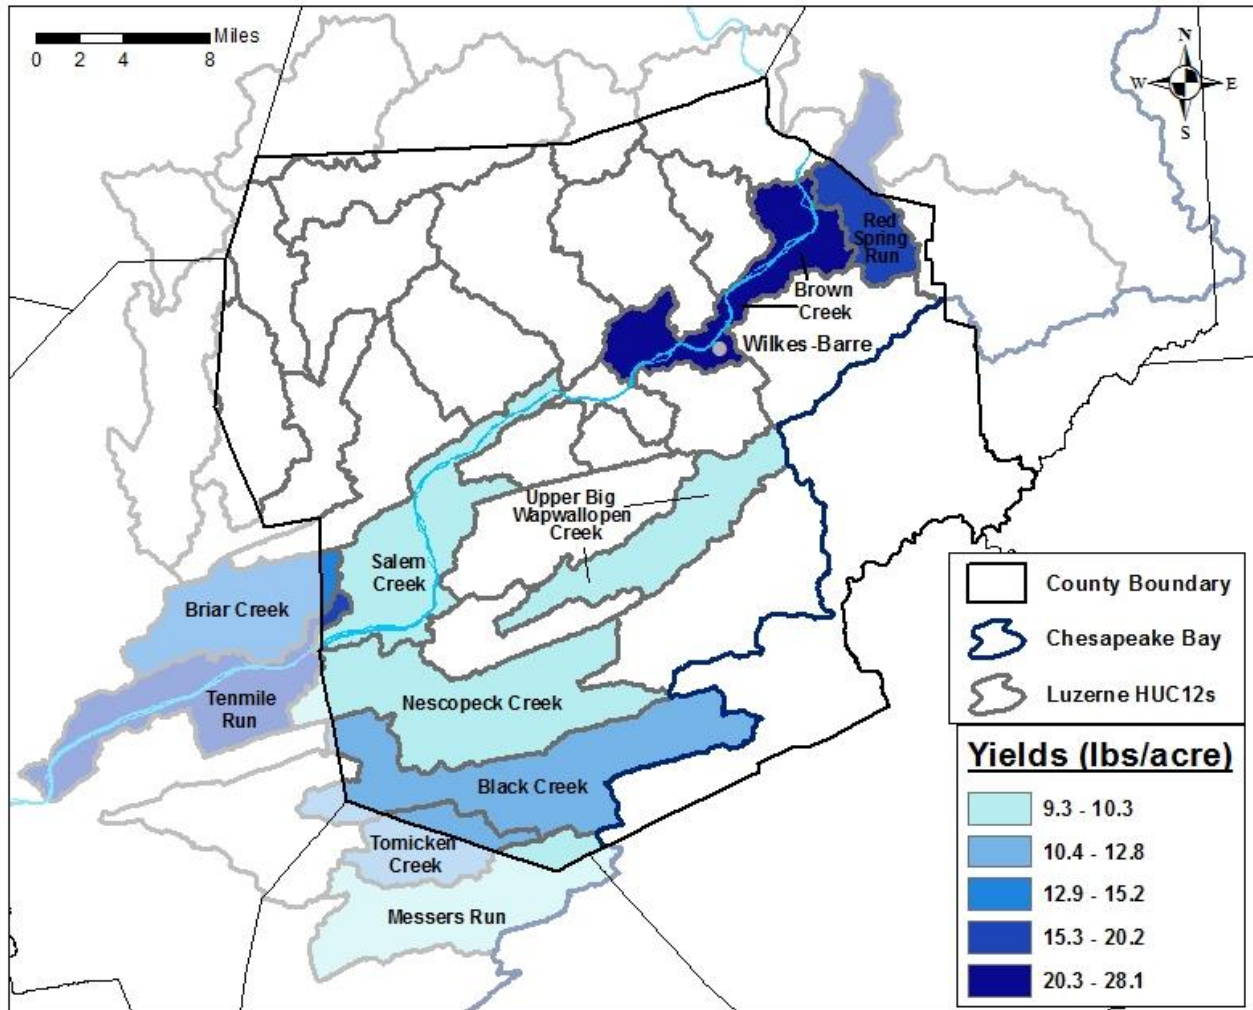 Miles
0 2 4 8
N
W E
S
Red
Spring
Run
Brown
Creek
Wilkes-Barre
Upper Big
Wapwallopen
Creek
Salem
Creek
Briar Creek
Tenmile
Run
Nescopeck Creek
Black Creek
Tomicken
Creek
Messers Run
County Boundary
Chesapeake Bay
Luzerne HUC12s
Yields (lbs/acre)
9.3 - 10.3
10.4 - 12.8
12.9 - 15.2
15.3 - 20.2
20.3 - 28.1